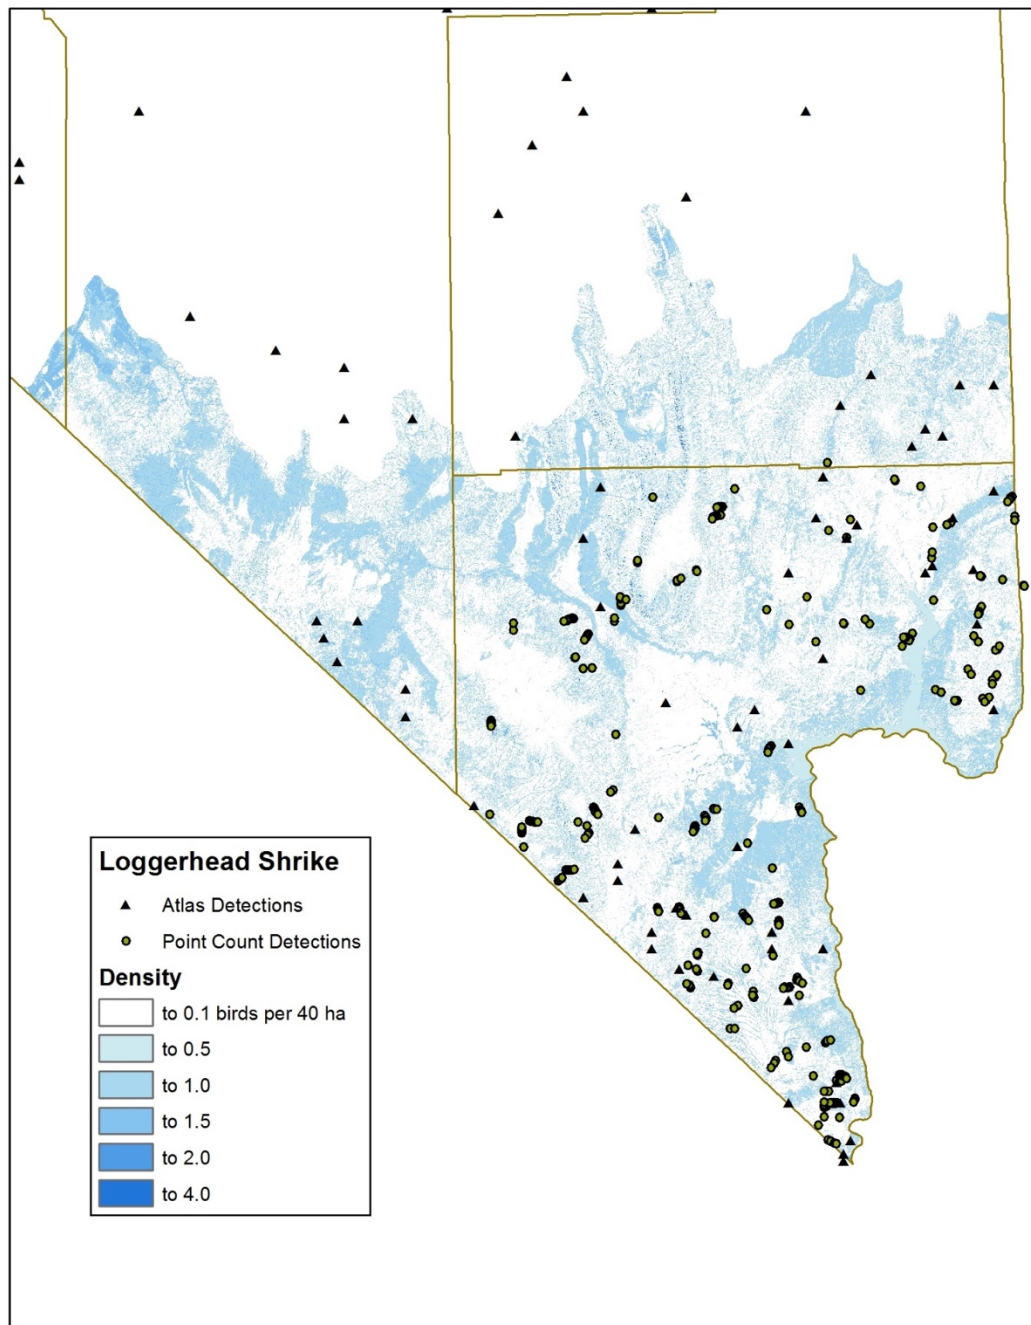 Loggerhead Shrike
Atlas Detections
Point Count Detections
Density
to 0.1 birds per 40 ha
to 0.5
to 1.0
to 1.5
to 2.0
to 4.0